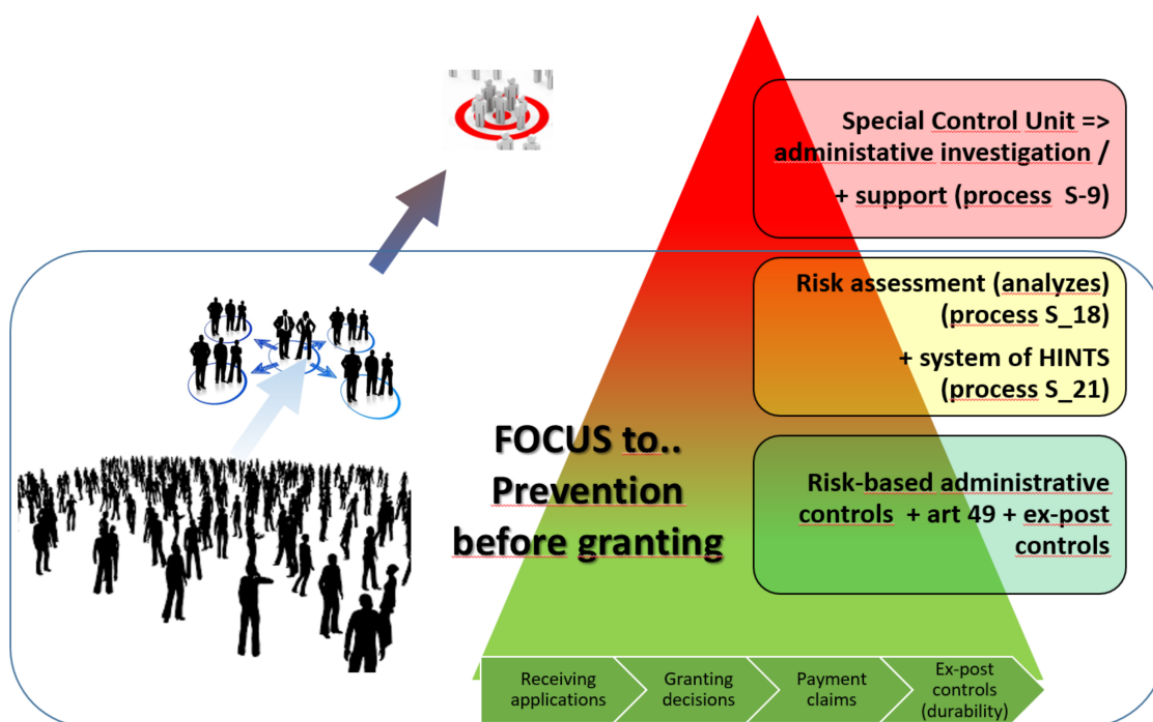 Special Control Unit =>
administative investigation /
+ support (process S-9)
Risk assessment (analyzes)
(process S_18)
+ system of HINTS
(process S_21)
FOCUS to..
Prevention
before granting
Risk-based administrative
controls + art 49 + ex-post
controls
Receiving
applications
Granting
decisions
Payment
claims
Ex-post
controls
(durability)